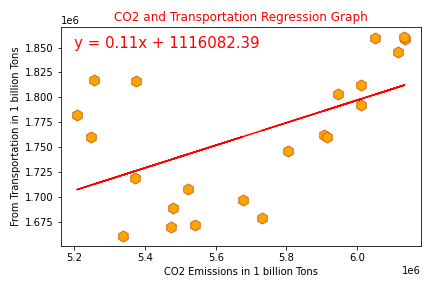 CO2 and Transportation Regression Graph
1e6
y = 0.11x + 1116082.39
1.850
1.825
1.800
1.775
1.750
1.725
1.700
1.675
From Transportation in 1 billion Tons
5.2
5.4
5.6
5.8
6.0
1e6
CO2 Emissions in 1 billion Tons